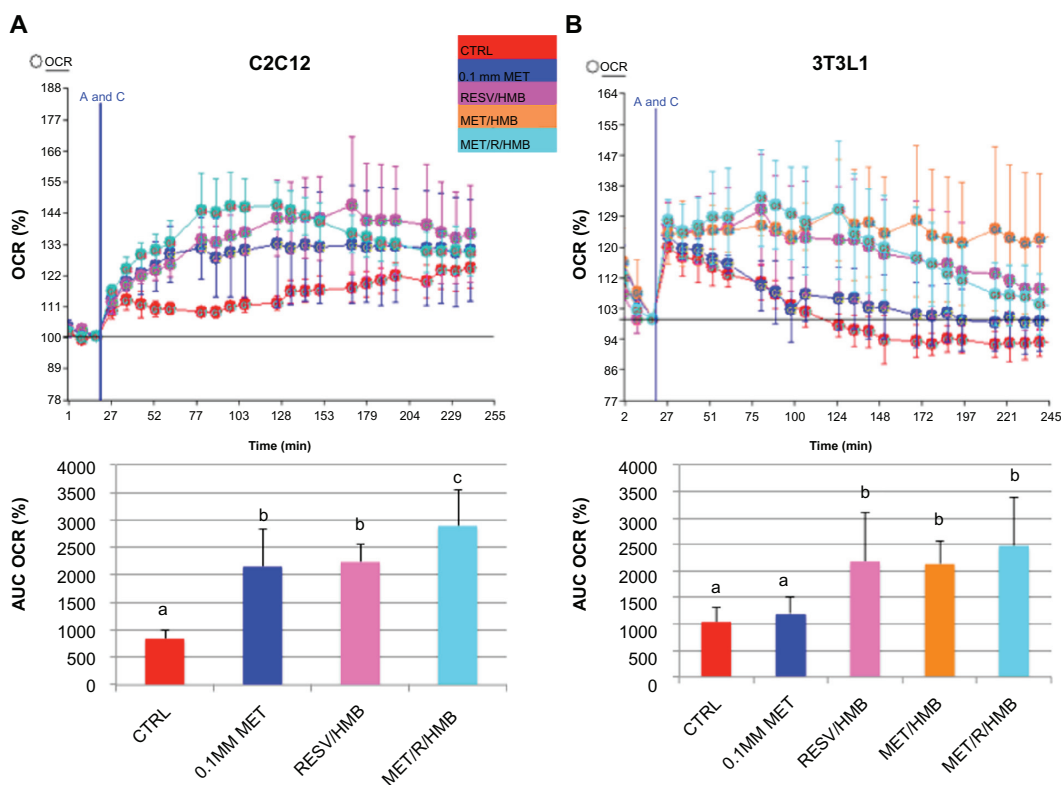 A
B
C2C12
3T3L1
CTRL
0.1 mm MET
RESV/HMB
MET/HMB
MET/R/HMB
OCR
A and C
OCR (%)
188
177
166
155
144
133
122
111
100
89
78
1 27 52 77 103 128 153 179 204 229 255
Time (min)
OCR
A and C
OCR (%)
164
155
147
138
129
120
112
103
94
86
77
2 27 51 75 100 124 148 172 197 221 245
Time (min)
AUC OCR (%)
4000
3500
3000
2500
2000
1500
1000
500
0
a
b
b
c
CTRL
0.1MM MET
RESV/HMB
MET/R/HMB
AUC OCR (%)
4000
3500
3000
2500
2000
1500
1000
500
0
a
a
b
b
b
CTRL
0.1MM MET
RESV/HMB
MET/HMB
MET/R/HMB